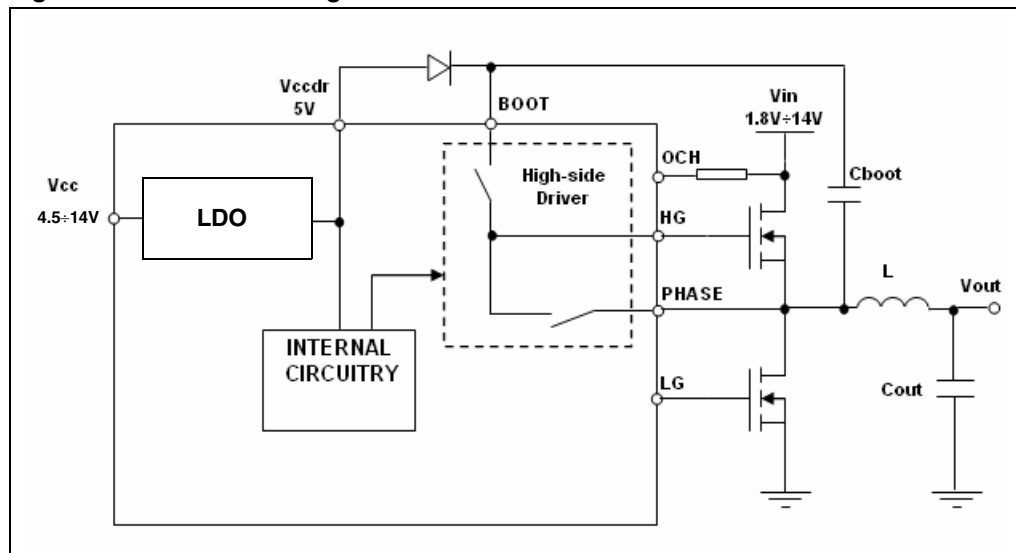 Vccdr
5V
BOOT
Vin
1.8V÷14V
OCH
High-side
Driver
Cboot
Vcc
4.5÷14V
LDO
HG
L
Vout
PHASE
INTERNAL
CIRCUITRY
LG
Cout